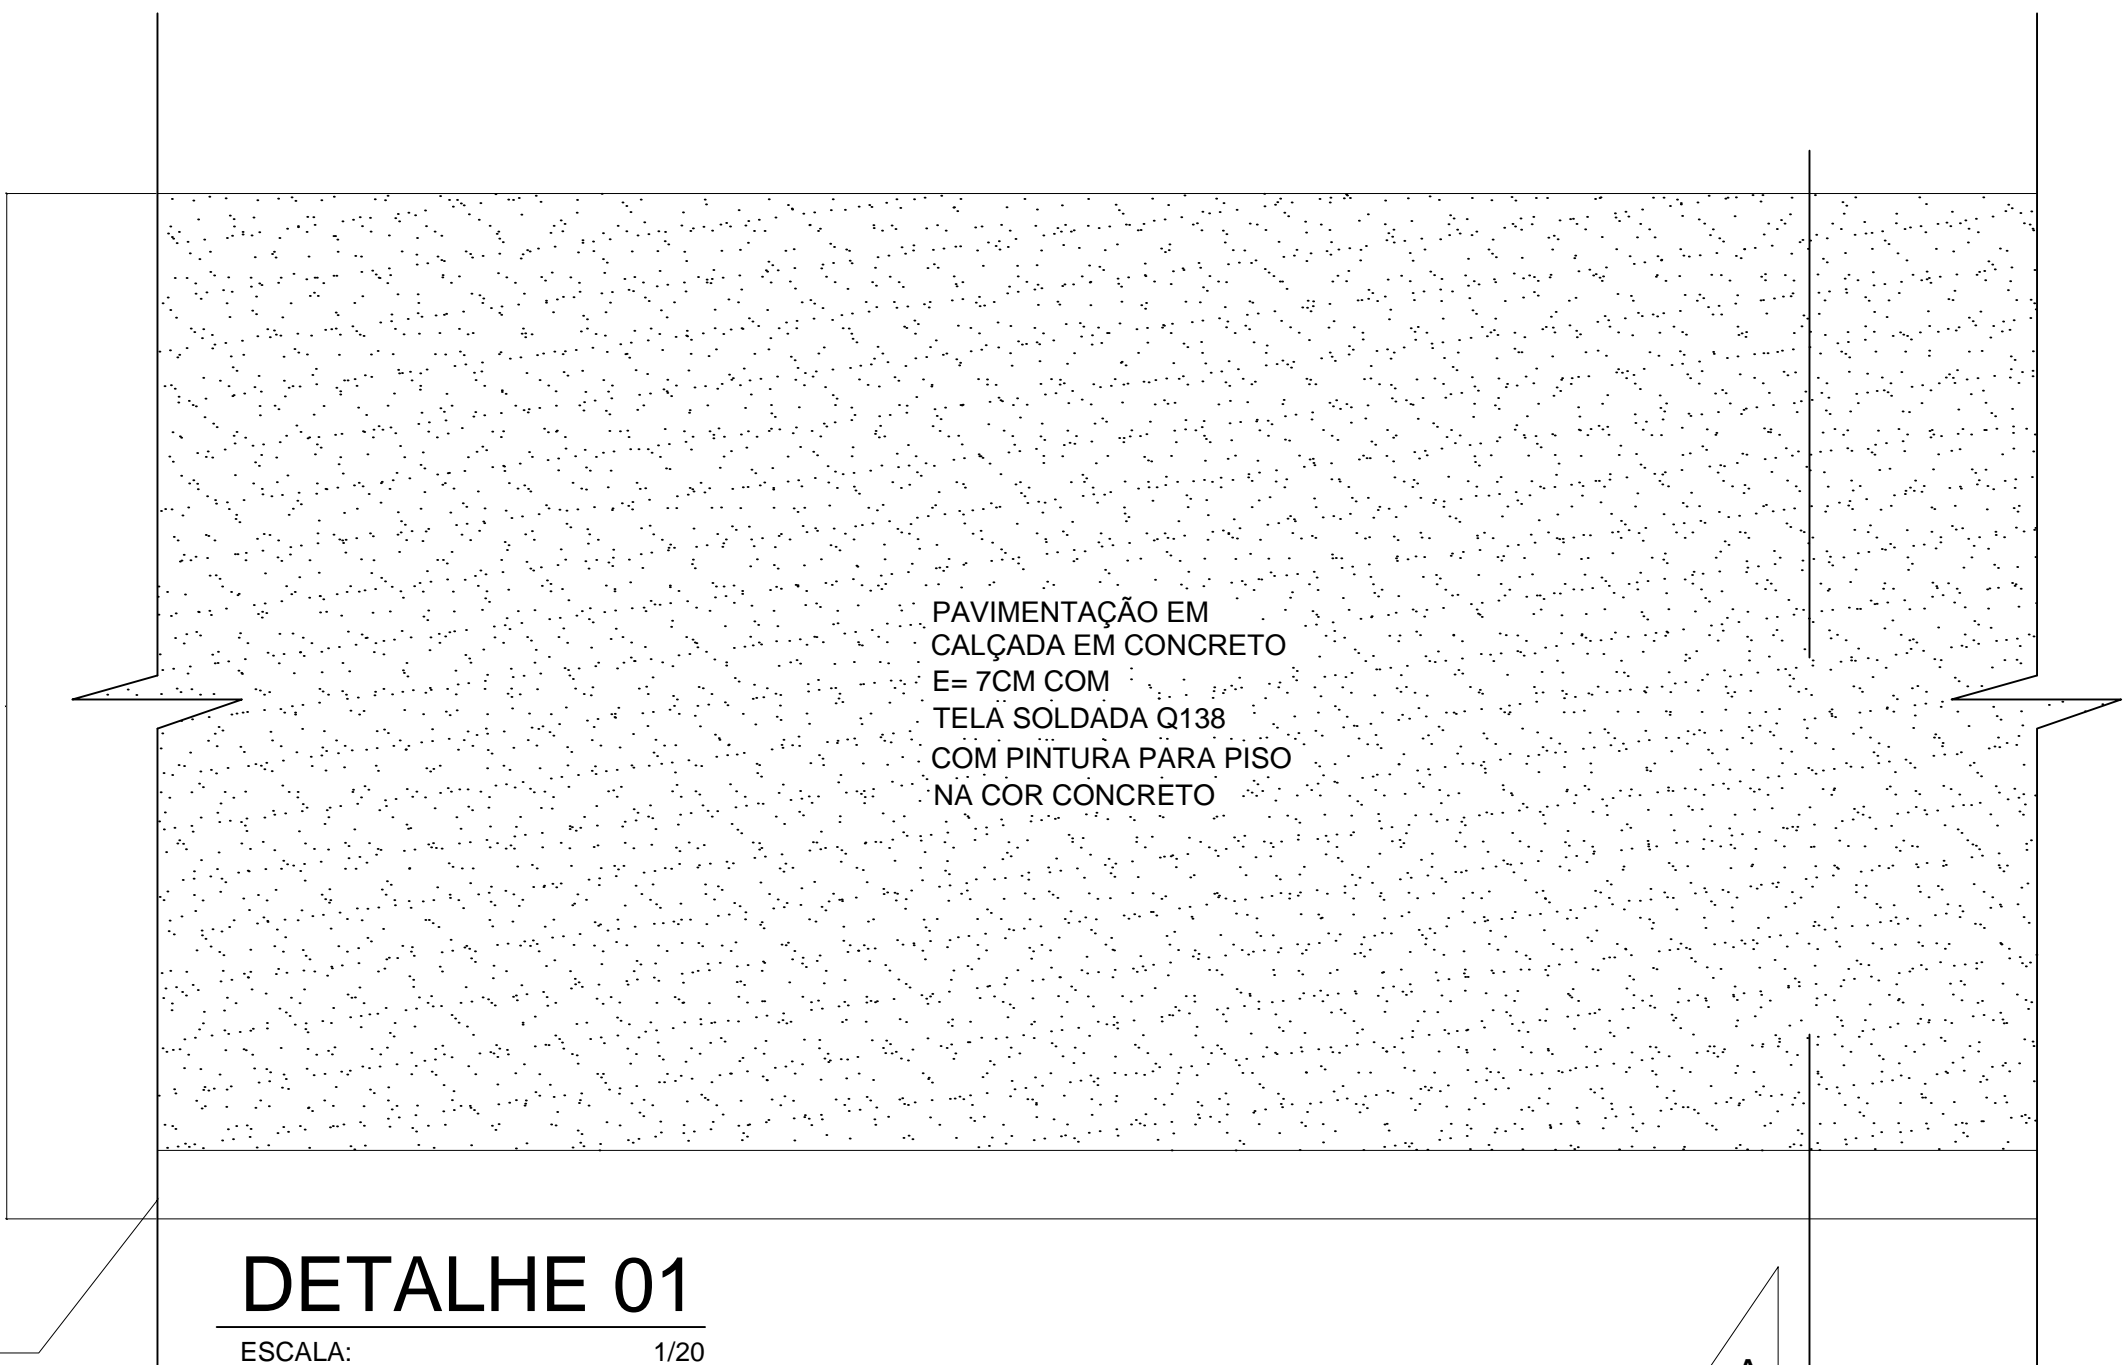 PAVIMENTAÇÃO EM
CALÇADA EM CONCRETO
E= 7CM COM
TELA SOLDADA Q138
COM PINTURA PARA PISO
NA COR CONCRETO
DETALHE 01
ESCALA: 1/20
A